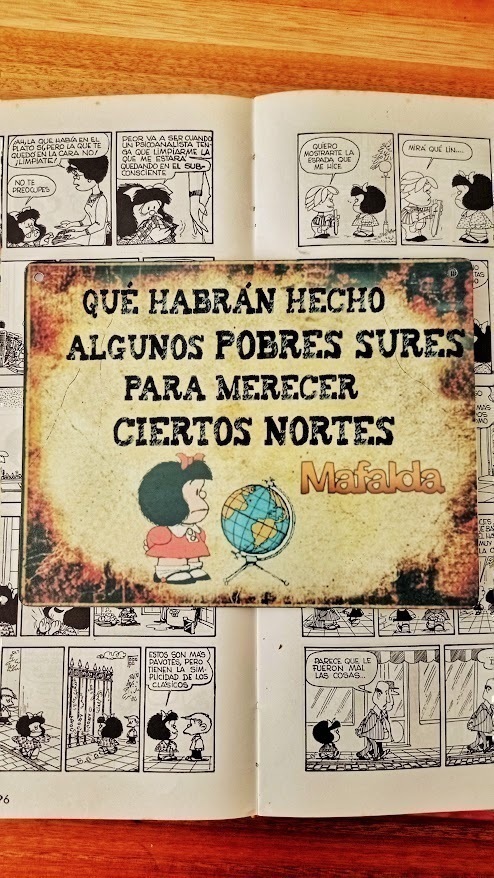 ¡AH, LA QUE HABÍA EN EL
PLATO SÍ, PERO LA QUE TE
QUEDÓ EN LA CARA NO!
¡LIMPIATE!
NO TE
PREOCUPES
PEOR VA A SER CUANDO
UN PSICOANALISTA TEN-
GA QUE LIMPIARME LA
QUE ME ESTARÁ
QUEDANDO EN EL SUB-
CONSCIENTE
QUIERO
MOSTRARTE LA
ESPADA QUE
ME HICE
MIRÁ QUÉ LIN....
QUÉ HABRÁN HECHO
ALGUNOS POBRES SURES
PARA MERECER
CIERTOS NORTES
Mafalda
ESTOS SON MÁS
PAVOTES, PERO
TIENEN LA SIM-
PLICIDAD DE LOS
CLÁSICOS
PARECE QUE LE
FUERON MAL
LAS COSAS...
96